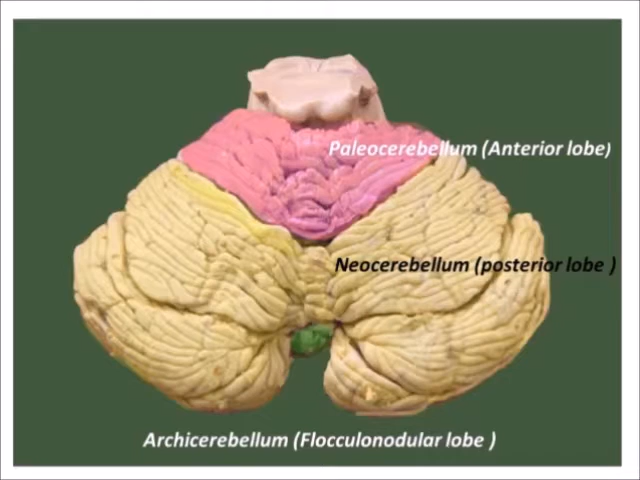 Paleocerebellum (Anterior lobe)
Neocerebellum (posterior lobe )
Archicerebellum (Flocculonodular lobe )